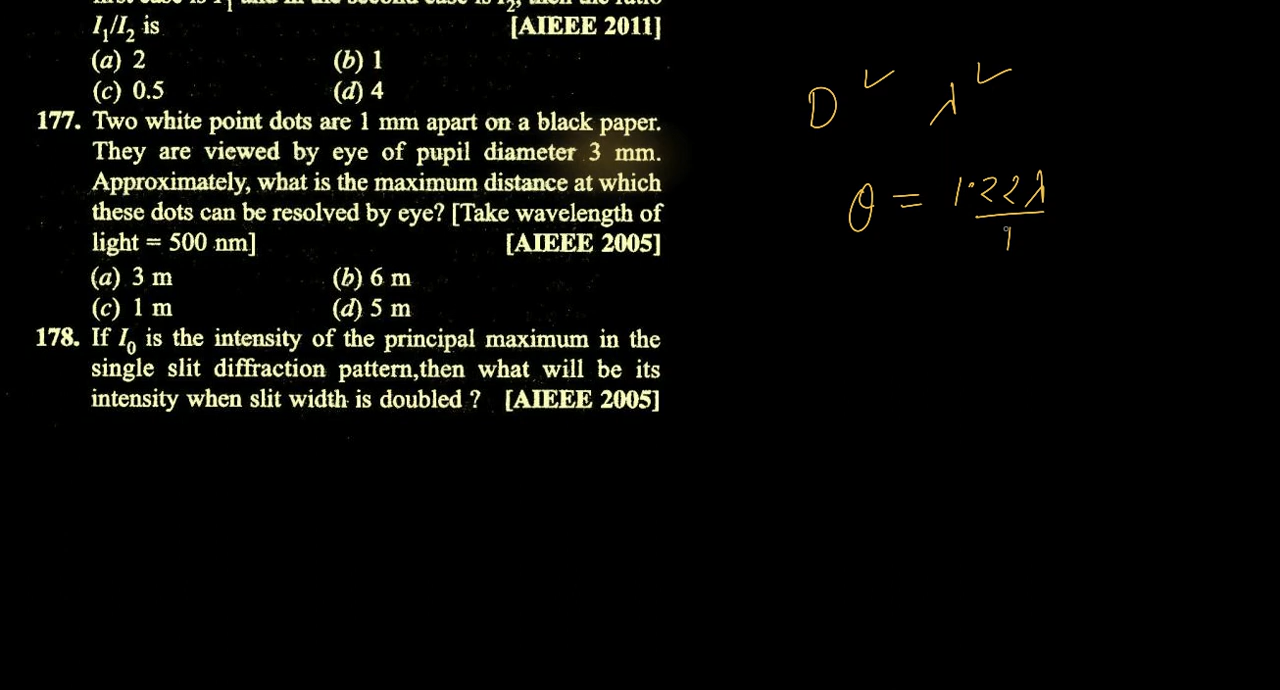 I₁/I₂ is [AIEEE 2011]
(a) 2 (b) 1
(c) 0.5 (d) 4
177. Two white point dots are 1 mm apart on a black paper.
They are viewed by eye of pupil diameter 3 mm.
Approximately, what is the maximum distance at which
these dots can be resolved by eye? [Take wavelength of
light = 500 nm] [AIEEE 2005]
(a) 3 m (b) 6 m
(c) 1 m (d) 5 m
178. If I₀ is the intensity of the principal maximum in the
single slit diffraction pattern,then what will be its
intensity when slit width is doubled ? [AIEEE 2005]
D ✓ λ ✓
θ = 1.22λ